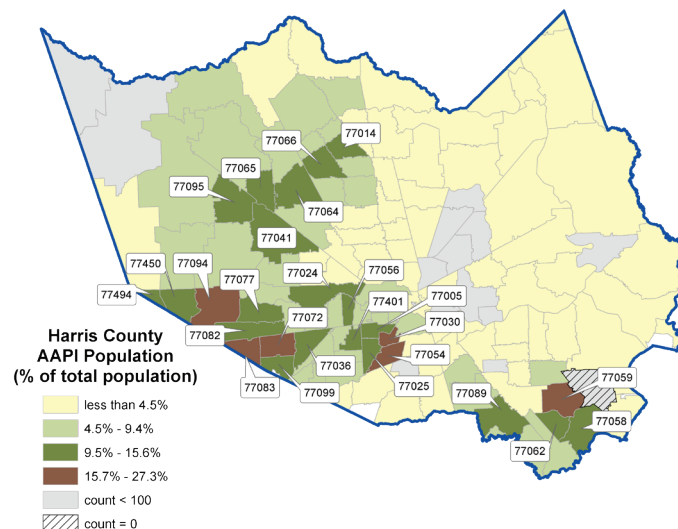 77014
77066
77065
77095
77064
77041
77450
77094
77024
77056
77077
77401
77005
77494
77072
77030
77082
77054
77059
77036
77089
77083
77025
77058
77099
77062
Harris County
AAPI Population
(% of total population)
less than 4.5%
4.5% - 9.4%
9.5% - 15.6%
15.7% - 27.3%
count < 100
count = 0